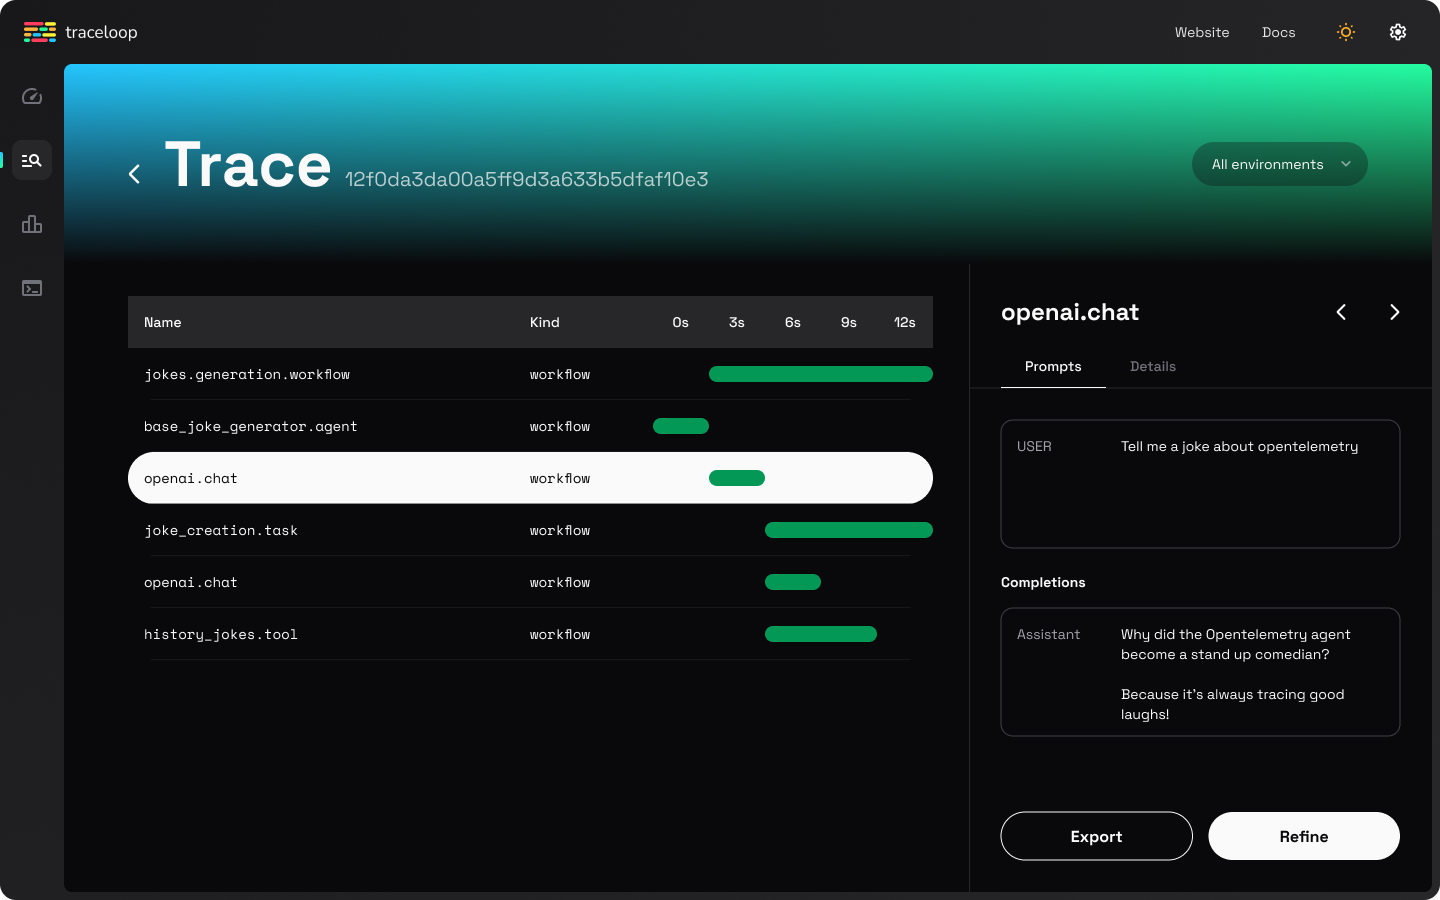 traceloop
Website Docs
Trace 12f0da3da00a5ff9d3a633b5dfaf10e3
All environments
Name Kind 0s 3s 6s 9s 12s
jokes.generation.workflow workflow
base_joke_generator.agent workflow
openai.chat workflow
joke_creation.task workflow
openai.chat workflow
history_jokes.tool workflow
openai.chat
Prompts Details
USER Tell me a joke about opentelemetry
Completions
Assistant Why did the Opentelemetry agent
become a stand up comedian?
Because it's always tracing good
laughs!
Export Refine